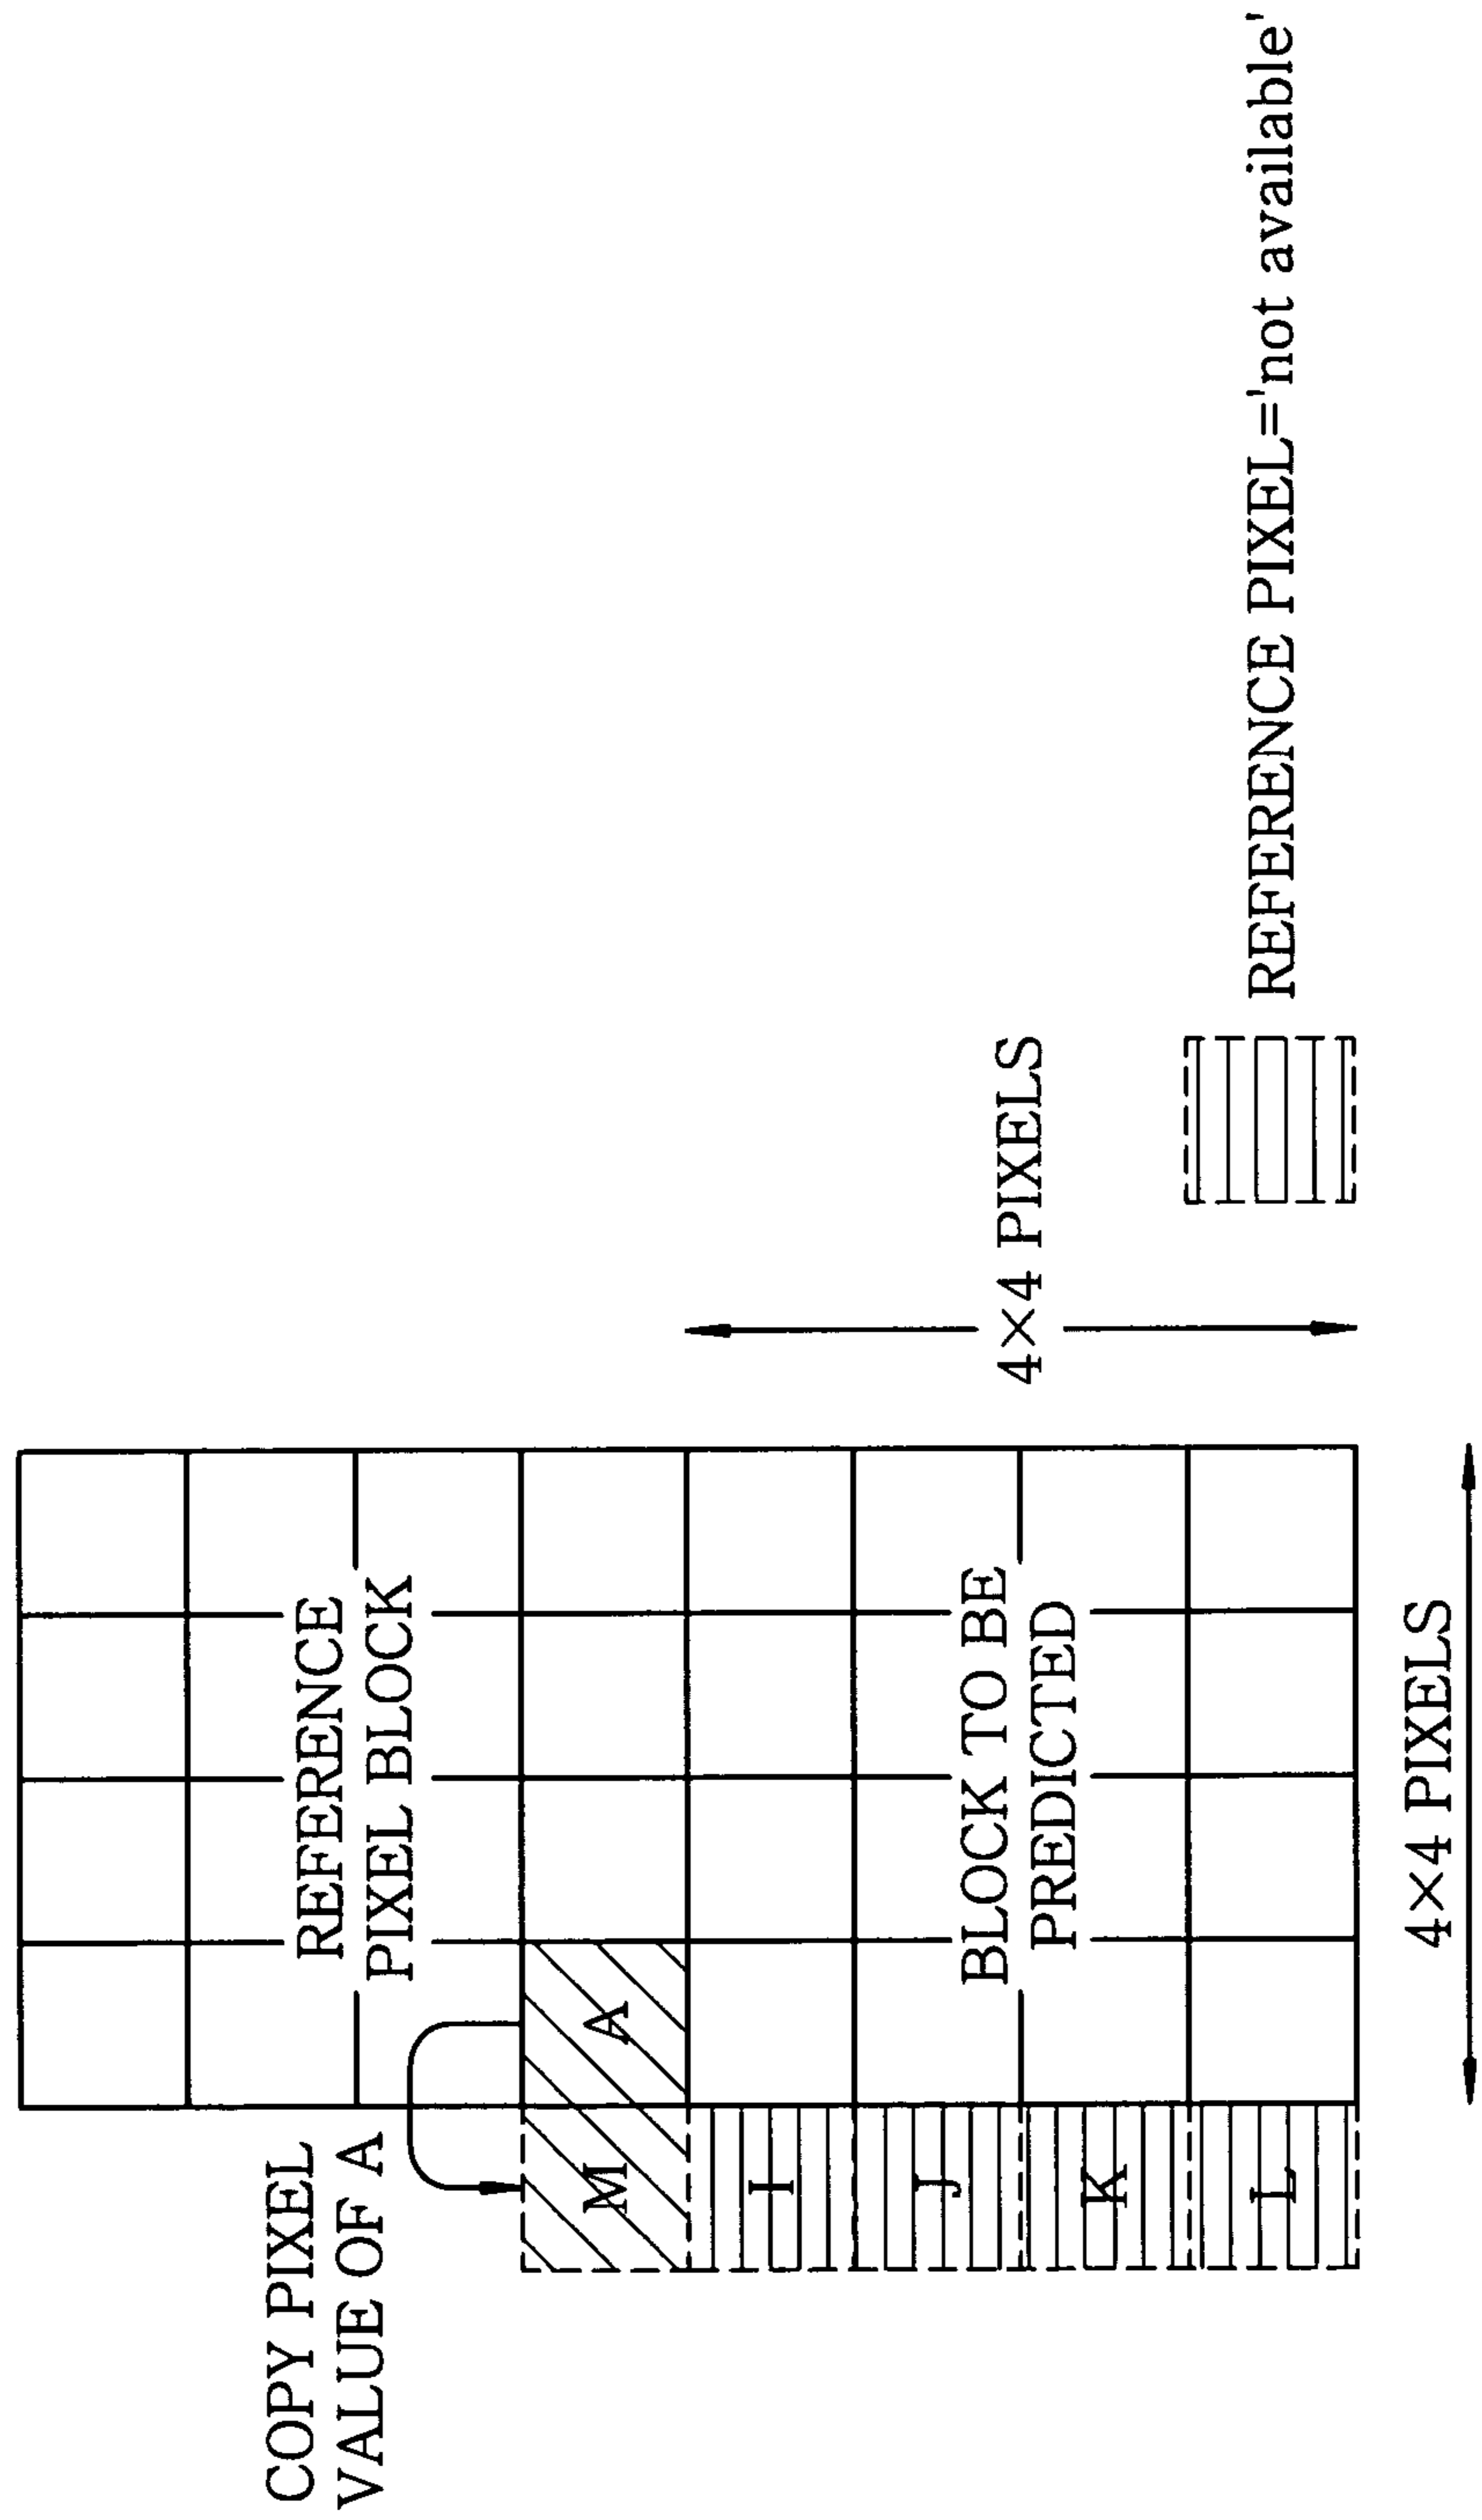 COPY PIXEL
VALUE OF A
REFERENCE
PIXEL BLOCK
M
A
I
J
K
L
BLOCK TO BE
PREDICTED
4×4 PIXELS
REFERENCE PIXEL='not available'
4×4 PIXELS